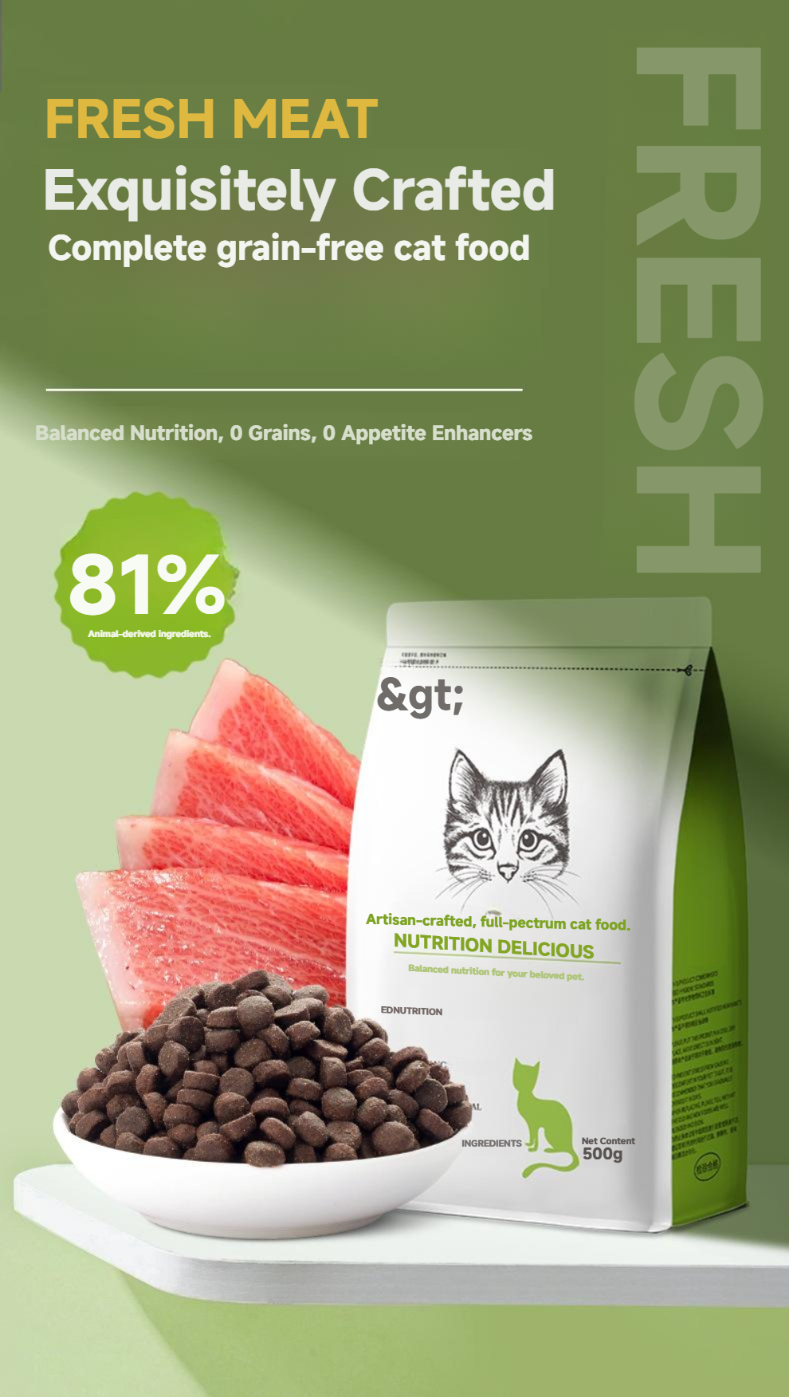 FRESH MEAT
Exquisitely Crafted
Complete grain-free cat food
FRESH
Balanced Nutrition, 0 Grains, 0 Appetite Enhancers
81%
Animal-derived ingredients.
&gt;
Artisan-crafted, full-pectrum cat food.
NUTRITION DELICIOUS
Balanced nutrition for your beloved pet.
EDNUTRITION
AL
INGREDIENTS
Net Content
500g